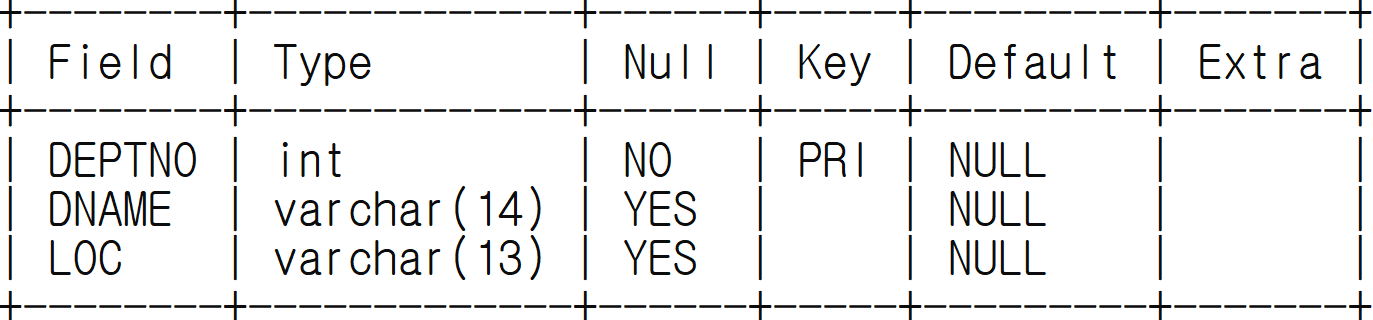 +--------+-------------+------+-----+---------+-------+
| Field  | Type        | Null | Key | Default | Extra |
+--------+-------------+------+-----+---------+-------+
| DEPTNO | int         | NO   | PRI | NULL    |       |
| DNAME  | varchar(14) | YES  |     | NULL    |       |
| LOC    | varchar(13) | YES  |     | NULL    |       |
+--------+-------------+------+-----+---------+-------+